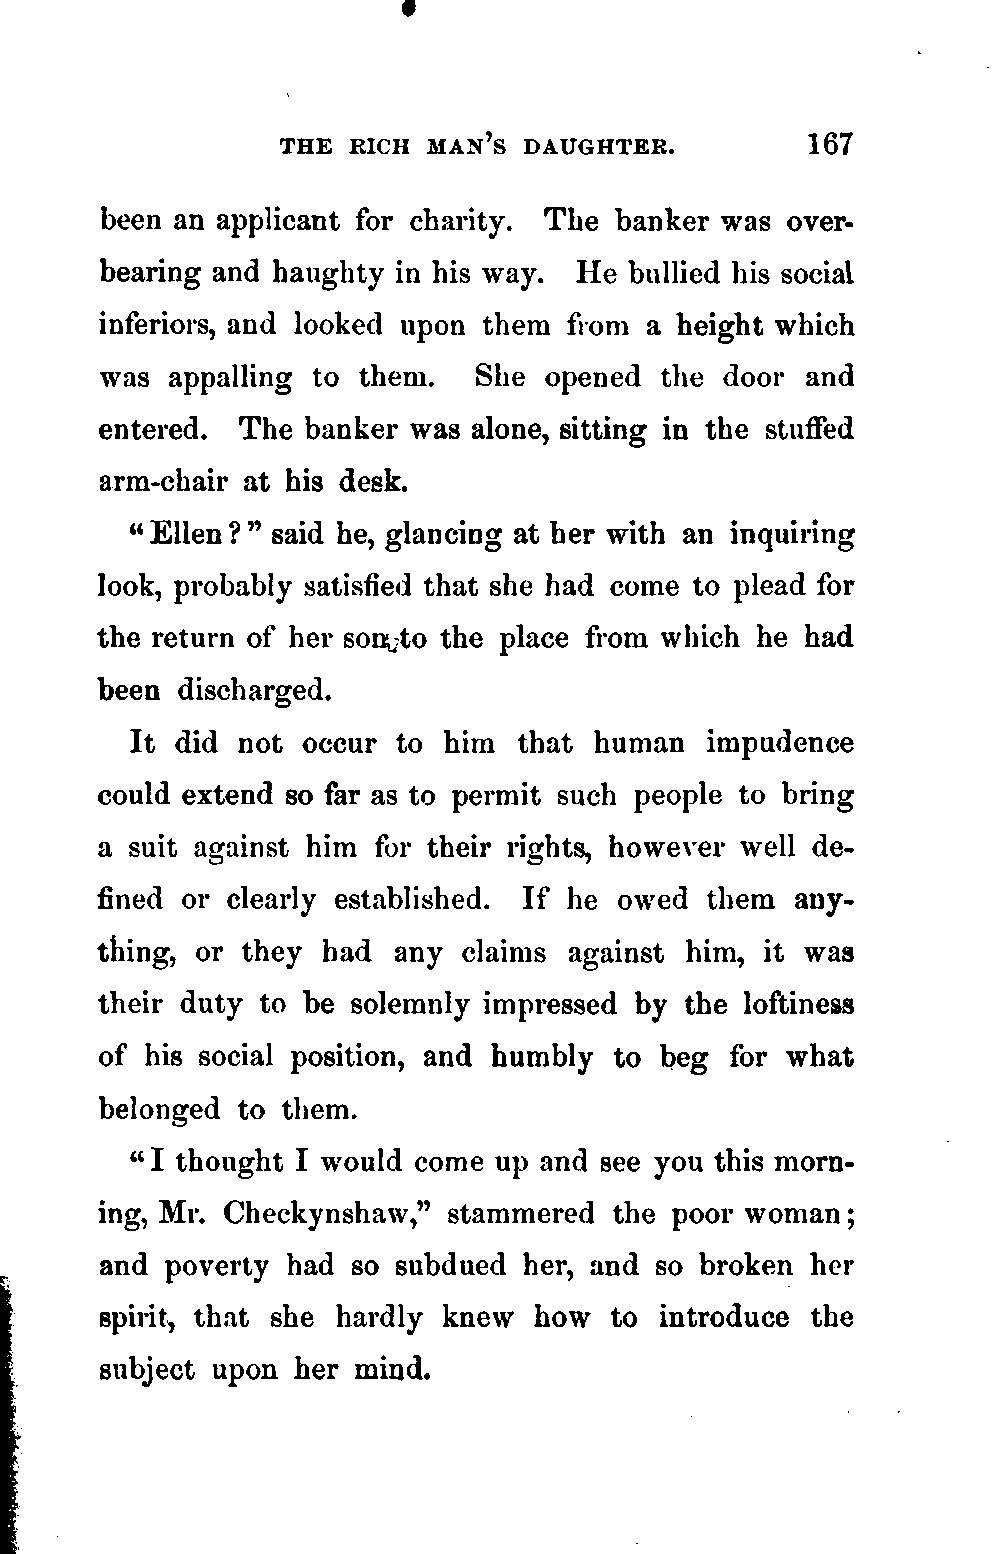 THE RICH MAN'S DAUGHTER. 167
been an applicant for charity. The banker was over-
bearing and haughty in his way. He bullied his social
inferiors, and looked upon them from a height which
was appalling to them. She opened the door and
entered. The banker was alone, sitting in the stuffed
arm-chair at his desk.
"Ellen?" said he, glancing at her with an inquiring
look, probably satisfied that she had come to plead for
the return of her son to the place from which he had
been discharged.
It did not occur to him that human impudence
could extend so far as to permit such people to bring
a suit against him for their rights, however well de-
fined or clearly established. If he owed them any-
thing, or they had any claims against him, it was
their duty to be solemnly impressed by the loftiness
of his social position, and humbly to beg for what
belonged to them.
"I thought I would come up and see you this morn-
ing, Mr. Checkynshaw," stammered the poor woman;
and poverty had so subdued her, and so broken her
spirit, that she hardly knew how to introduce the
subject upon her mind.